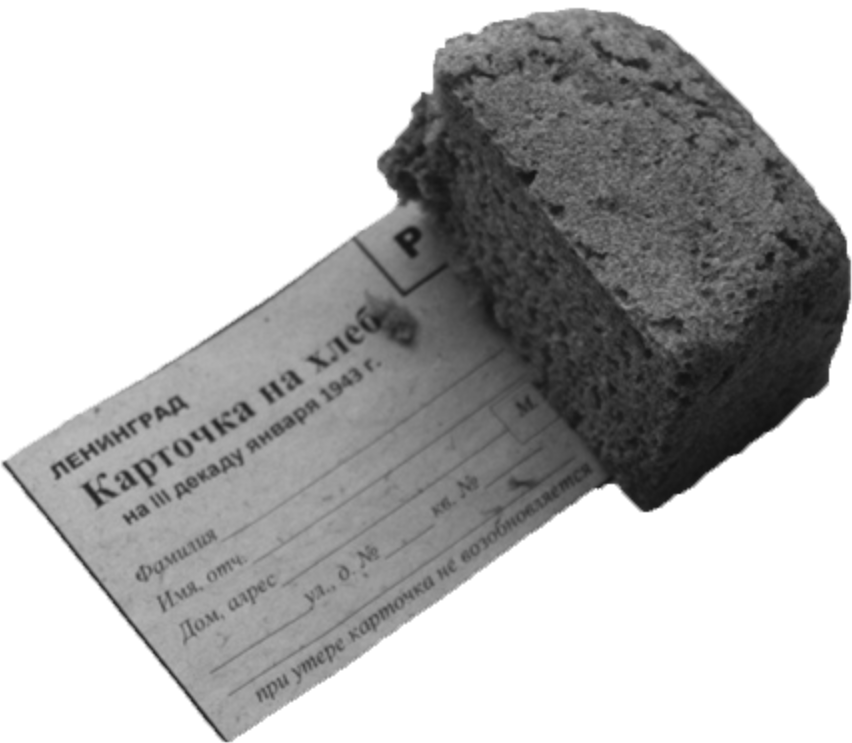 Р
ЛЕНИНГРАД
Карточка на хлеб
на III декаду января 1943 г.
М.
Фамилия
Имя, отч.
Дом, адрес
ул., д. № кв. №
при утере карточка не возобновляется